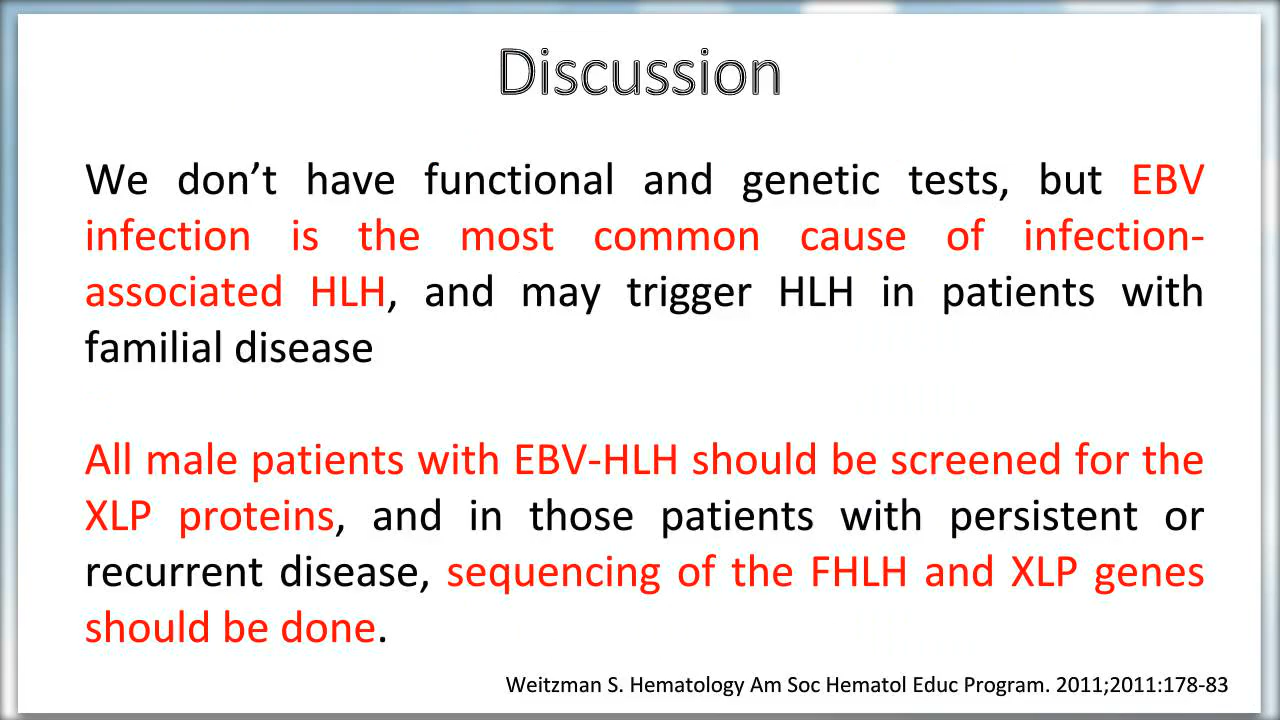 Discussion
We don’t have functional and genetic tests, but EBV
infection is the most common cause of infection-
associated HLH, and may trigger HLH in patients with
familial disease
All male patients with EBV-HLH should be screened for the
XLP proteins, and in those patients with persistent or
recurrent disease, sequencing of the FHLH and XLP genes
should be done.
Weitzman S. Hematology Am Soc Hematol Educ Program. 2011;2011:178-83